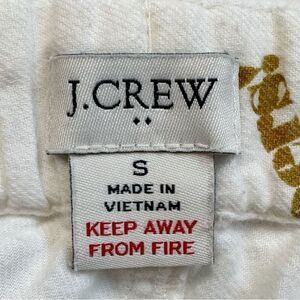 J.CREW
S
MADE IN
VIETNAM
KEEP AWAY
FROM FIRE